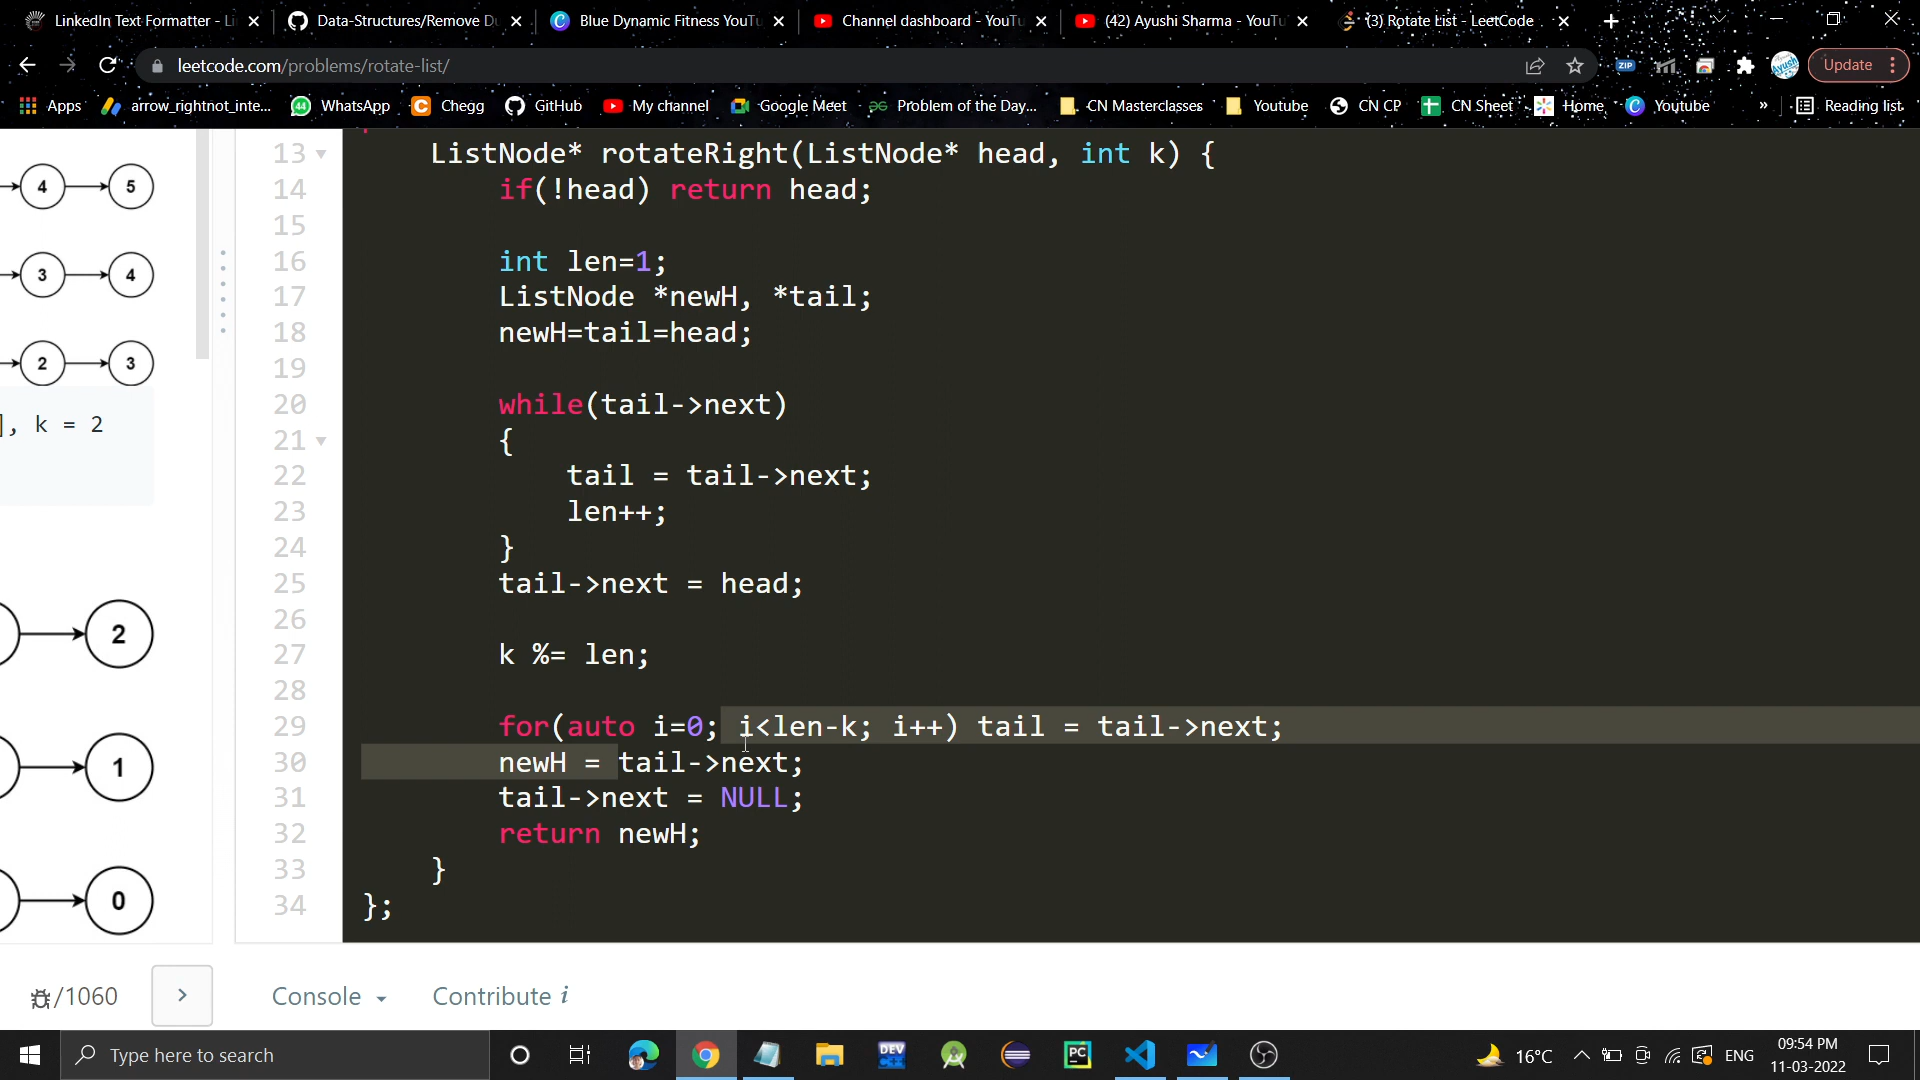 LinkedIn Text Formatter - Li
Data-Structures/Remove Du
Blue Dynamic Fitness YouTu
Channel dashboard - YouTu
(42) Ayushi Sharma - YouTu
(3) Rotate List - LeetCode
leetcode.com/problems/rotate-list/
ZIP
Update
Apps
arrow_rightnot_inte...
44
WhatsApp
Chegg
GitHub
My channel
Google Meet
Problem of the Day...
CN Masterclasses
Youtube
CN CP
CN Sheet
Home
Youtube
»
Reading list
4 5
3 4
2 3
], k = 2
2
1
0
13 ListNode* rotateRight(ListNode* head, int k) {
14 if(!head) return head;
15
16 int len=1;
17 ListNode *newH, *tail;
18 newH=tail=head;
19
20 while(tail->next)
21 {
22 tail = tail->next;
23 len++;
24 }
25 tail->next = head;
26
27 k %= len;
28
29 for(auto i=0; i<len-k; i++) tail = tail->next;
30 newH = tail->next;
31 tail->next = NULL;
32 return newH;
33 }
34 };
/1060
>
Console
Contribute i
Type here to search
DEV
PC
16°C
ENG
09:54 PM
11-03-2022